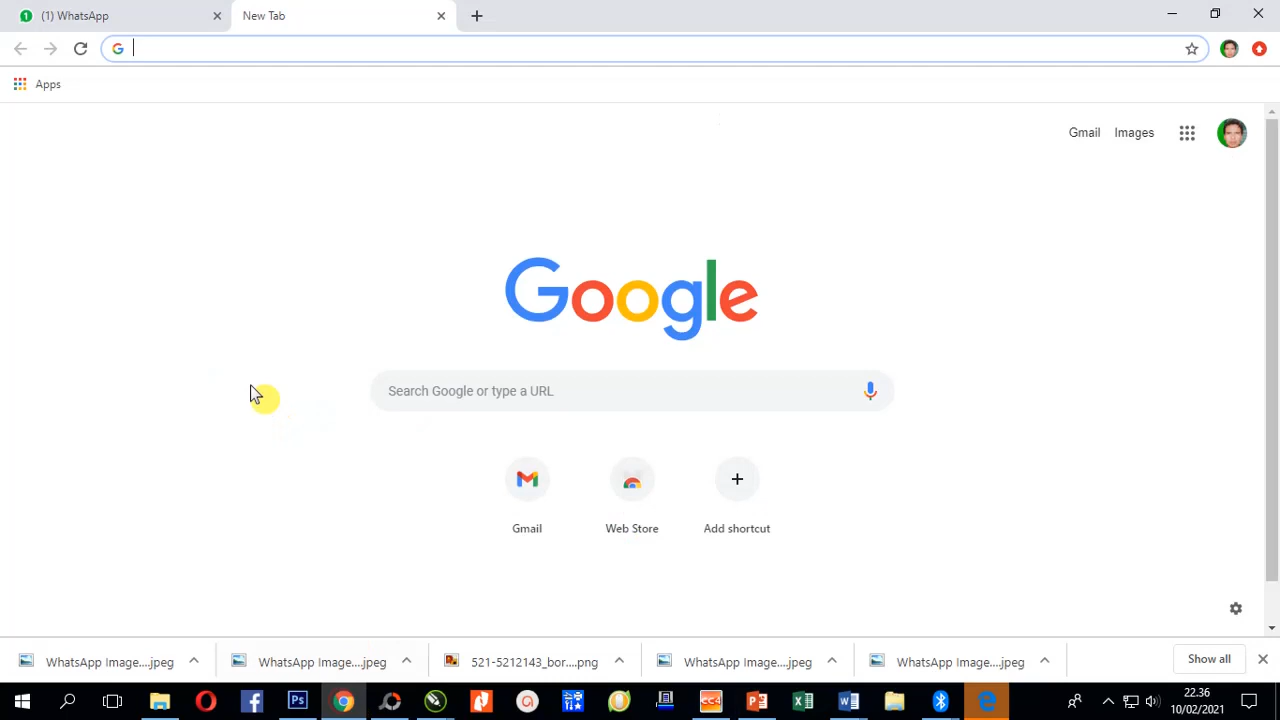 (1) WhatsApp
New Tab
Apps
Gmail Images
Google
Search Google or type a URL
Gmail
Web Store
Add shortcut
WhatsApp Image....jpeg
WhatsApp Image....jpeg
521-5212143_bor....png
WhatsApp Image....jpeg
WhatsApp Image....jpeg
Show all
Ps
CC4
22.36
10/02/2021